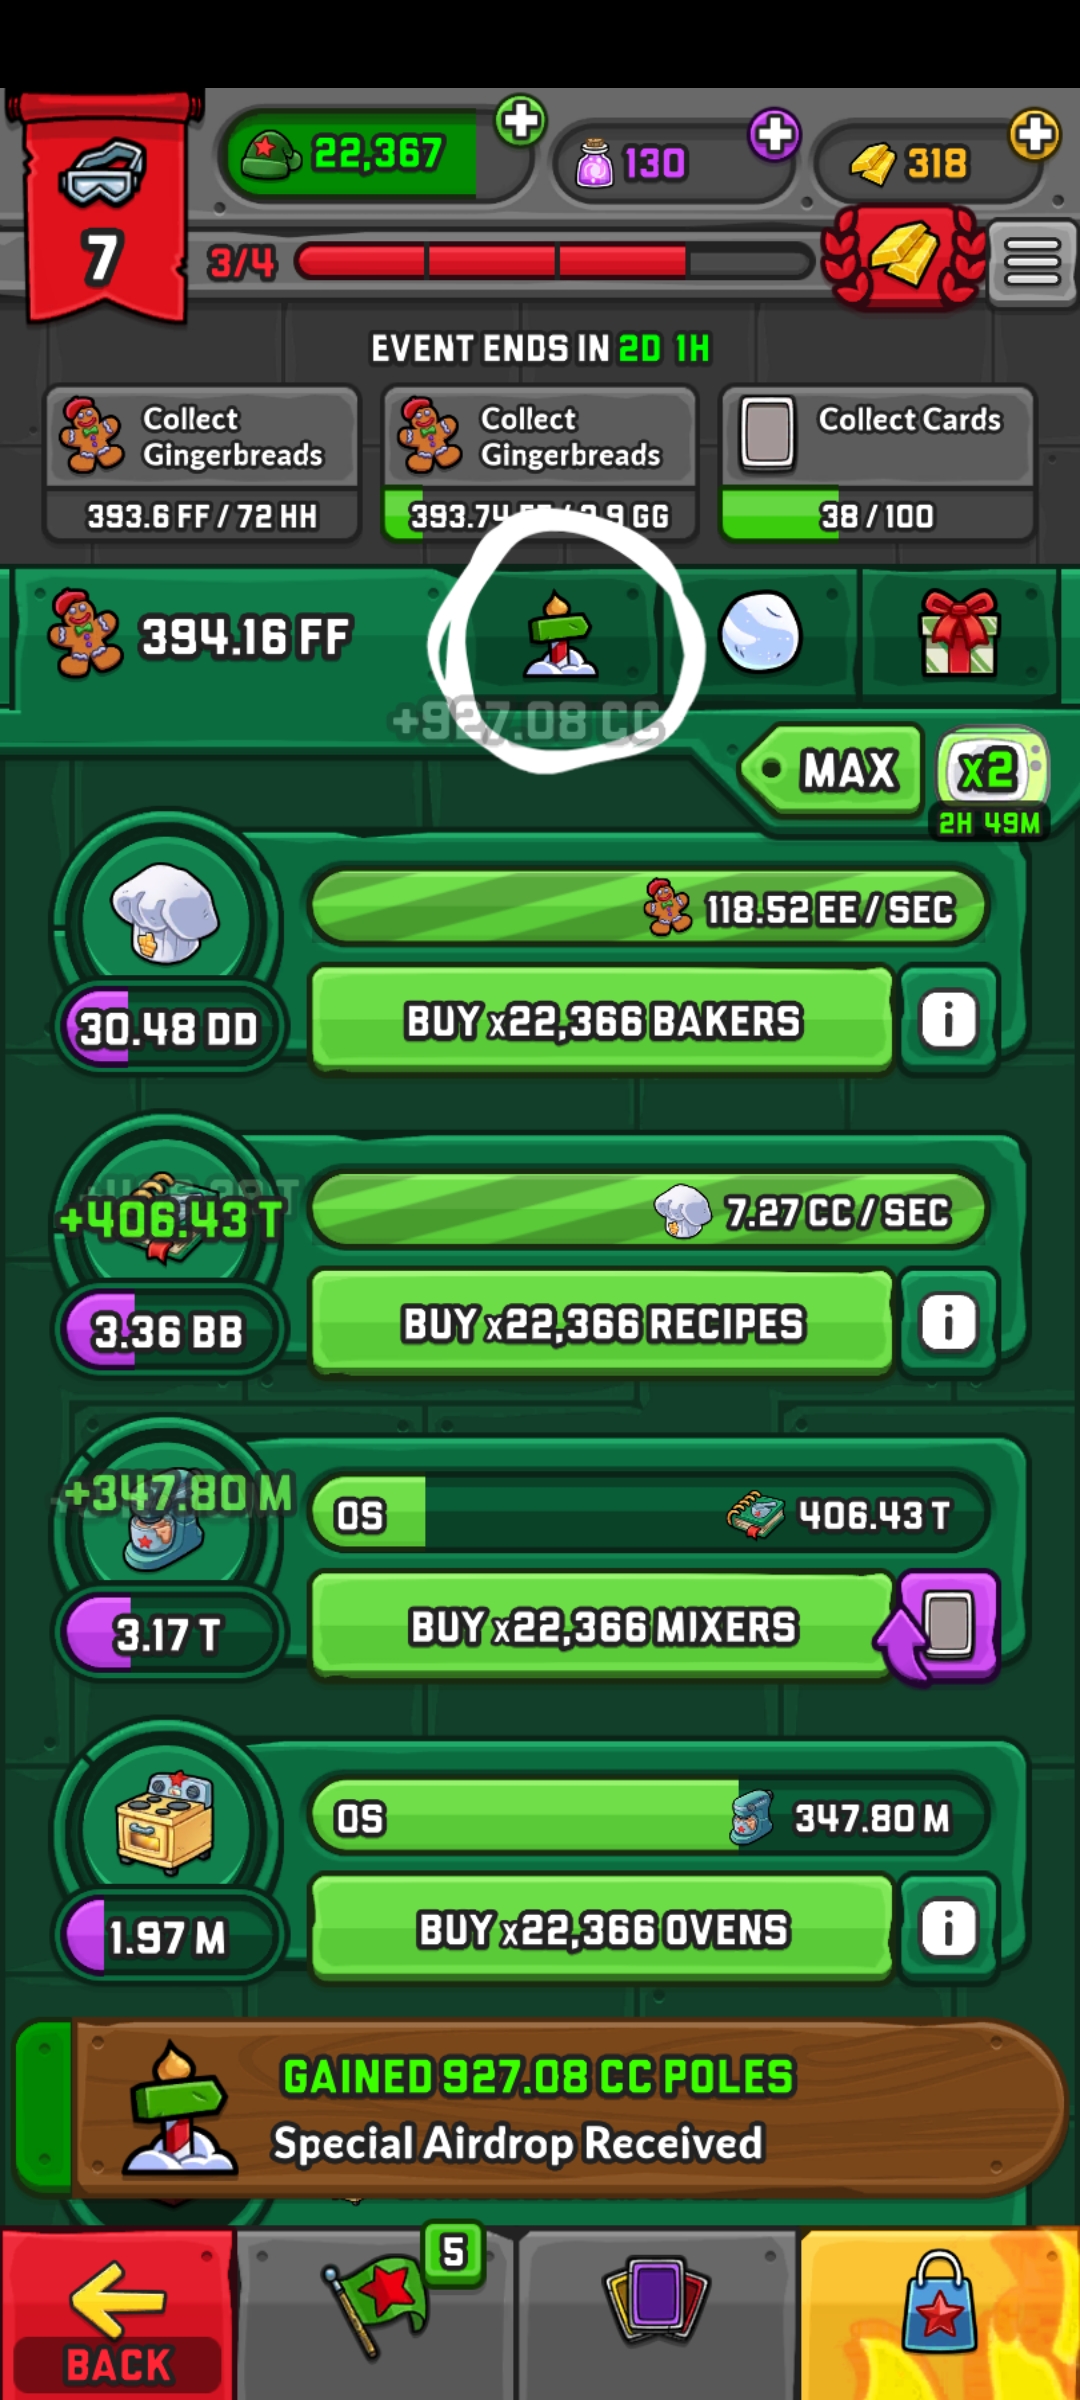 22,367
130
318
7
3/4
EVENT ENDS IN 2D 1H
Collect
Gingerbreads
393.6 FF / 72 HH
Collect
Gingerbreads
393.74 GG
Collect Cards
38 / 100
394.16 FF
+927.08 CC
MAX
x2
2H 49M
118.52 EE / SEC
30.48 DD
BUY x22,366 BAKERS
i
+406.43 T
7.27 CC / SEC
3.36 BB
BUY x22,366 RECIPES
i
+347.80 M
0S
406.43 T
3.17 T
BUY x22,366 MIXERS
0S
347.80 M
1.97 M
BUY x22,366 OVENS
i
GAINED 927.08 CC POLES
Special Airdrop Received
5
BACK